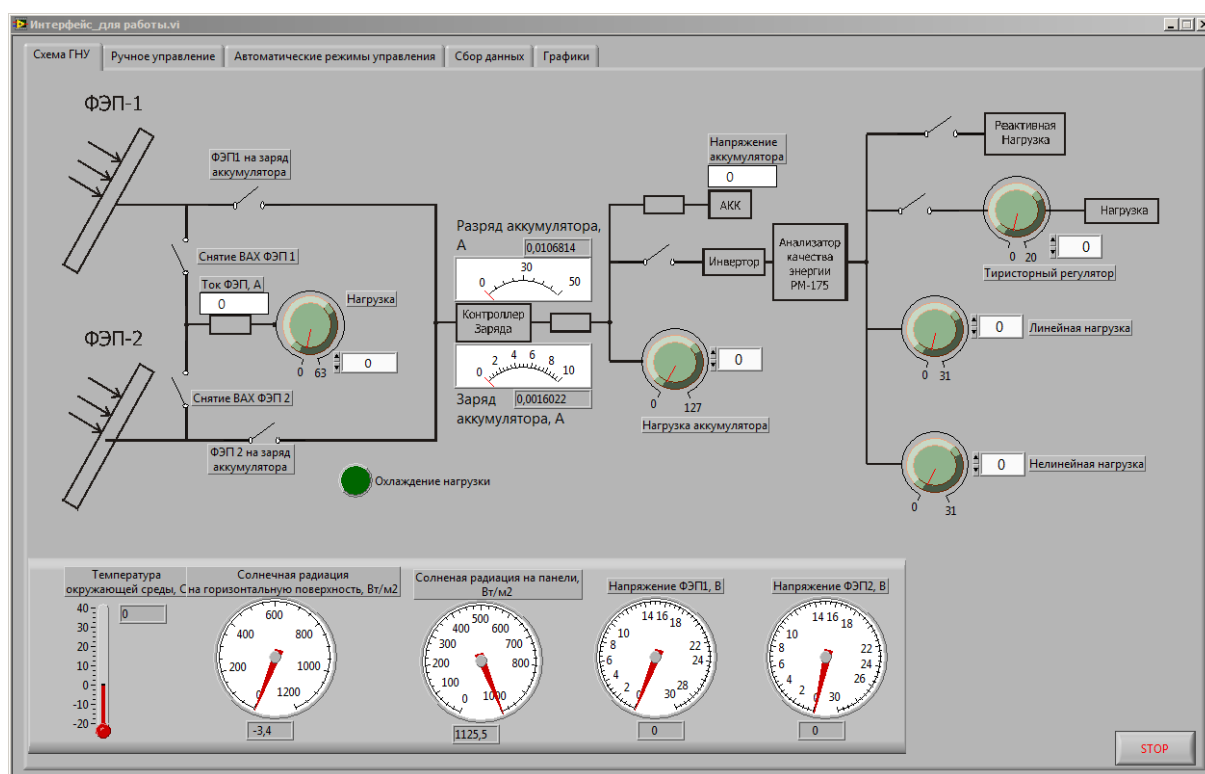 Интерфейс_для работы.vi
Схема ГНУ
Ручное управление
Автоматические режимы управления
Сбор данных
Графики
ФЭП-1
ФЭП1 на заряд
аккумулятора
Снятие ВАХ ФЭП 1
Ток ФЭП, А
0
Нагрузка
0 63
0
ФЭП-2
Снятие ВАХ ФЭП 2
ФЭП 2 на заряд
аккумулятора
Охлаждение нагрузки
Разряд аккумулятора,
А
0,0106814
0 30 50
Контроллер
Заряда
0 2 4 6 8 10
Заряд
0,0016022
аккумулятора, А
Напряжение
аккумулятора
0
АКК
Инвертор
Анализатор
качества
энергии
РМ-175
0 127
0
Нагрузка аккумулятора
Реактивная
Нагрузка
Нагрузка
0 20
0
Тиристорный регулятор
0
Линейная нагрузка
0 31
0
Нелинейная нагрузка
0 31
Температура
окружающей среды, С
0
40
30
20
10
0
-10
-20
Солнечная радиация
на горизонтальную поверхность, Вт/м2
0 200 400 600 800 1000 1200
-3,4
Солненая радиация на панели,
Вт/м2
0 100 200 300 400 500 600 700 800 1000
1125,5
Напряжение ФЭП1, В
0 2 4 6 8 10 14 16 18 22 24 28 30
0
Напряжение ФЭП2, В
0 2 4 6 8 10 14 16 18 22 24 26 30
0
STOP